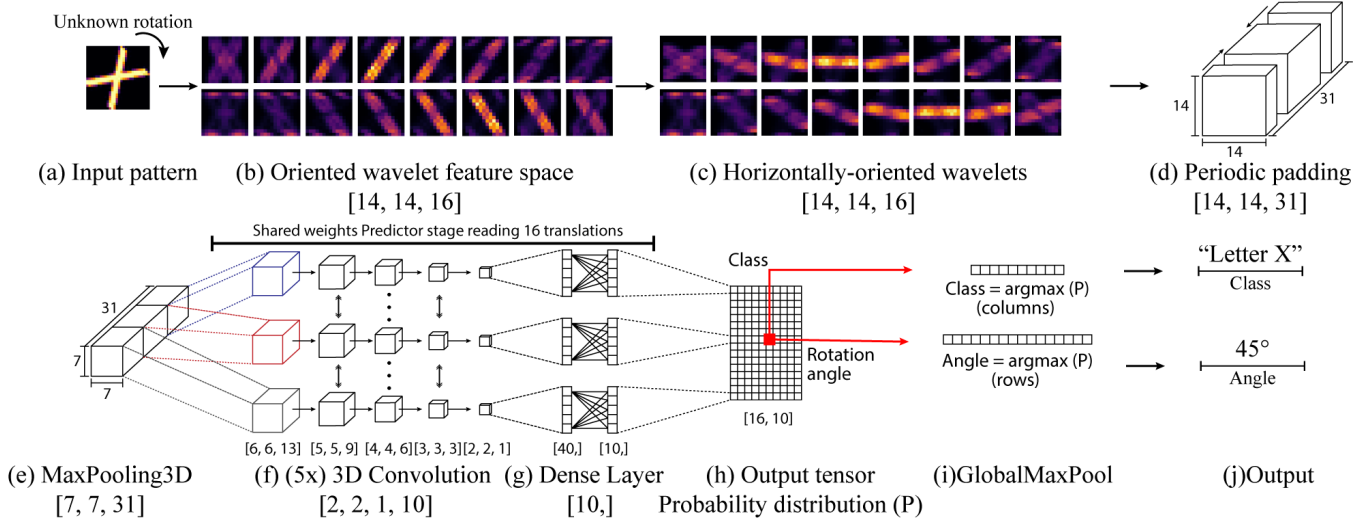 Unknown rotation
14
14
31
(a) Input pattern
(b) Oriented wavelet feature space
[14, 14, 16]
(c) Horizontally-oriented wavelets
[14, 14, 16]
(d) Periodic padding
[14, 14, 31]
Shared weights Predictor stage reading 16 translations
31
7
7
[6, 6, 13]
[5, 5, 9]
[4, 4, 6]
[3, 3, 3]
[2, 2, 1]
[40,]
[10,]
Class
Rotation
angle
[16, 10]
Class = argmax (P)
(columns)
Angle = argmax (P)
(rows)
“Letter X”
Class
45°
Angle
(e) MaxPooling3D
[7, 7, 31]
(f) (5x) 3D Convolution
[2, 2, 1, 10]
(g) Dense Layer
[10,]
(h) Output tensor
Probability distribution (P)
(i)GlobalMaxPool
(j)Output